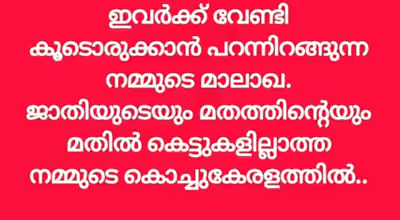 ഇവർക്ക് വേണ്ടി
കൂടൊരുക്കാൻ പറന്നിറങ്ങുന്ന
നമ്മുടെ മാലാഖ.
ജാതിയുടെയും മതത്തിന്റെയും
മതിൽ കെട്ടുകളില്ലാത്ത
നമ്മുടെ കൊച്ചുകേരളത്തിൽ..